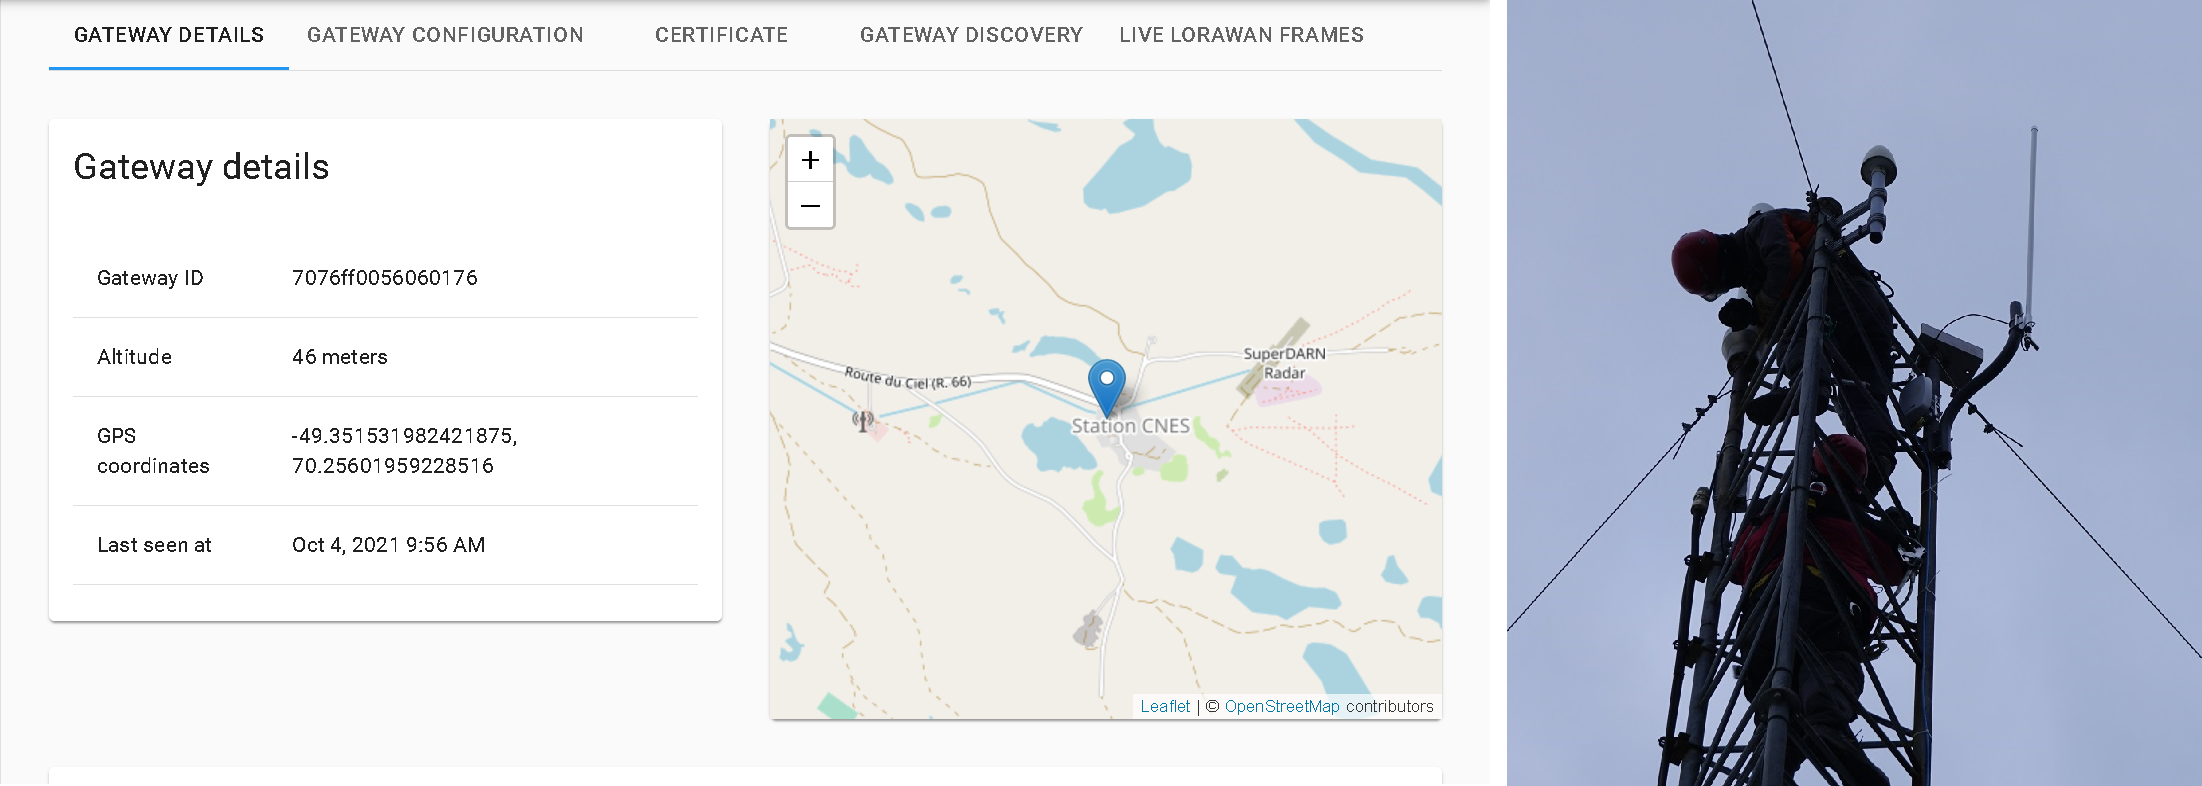 GATEWAY DETAILS GATEWAY CONFIGURATION CERTIFICATE GATEWAY DISCOVERY LIVE LORAWAN FRAMES
Gateway details
Gateway ID 7076ff0056060176
Altitude 46 meters
GPS coordinates -49.351531982421875, 70.25601959228516
Last seen at Oct 4, 2021 9:56 AM
+
−
Route du Ciel (R. 66)
SuperDARN
Radar
Station CNES
Leaflet | © OpenStreetMap contributors